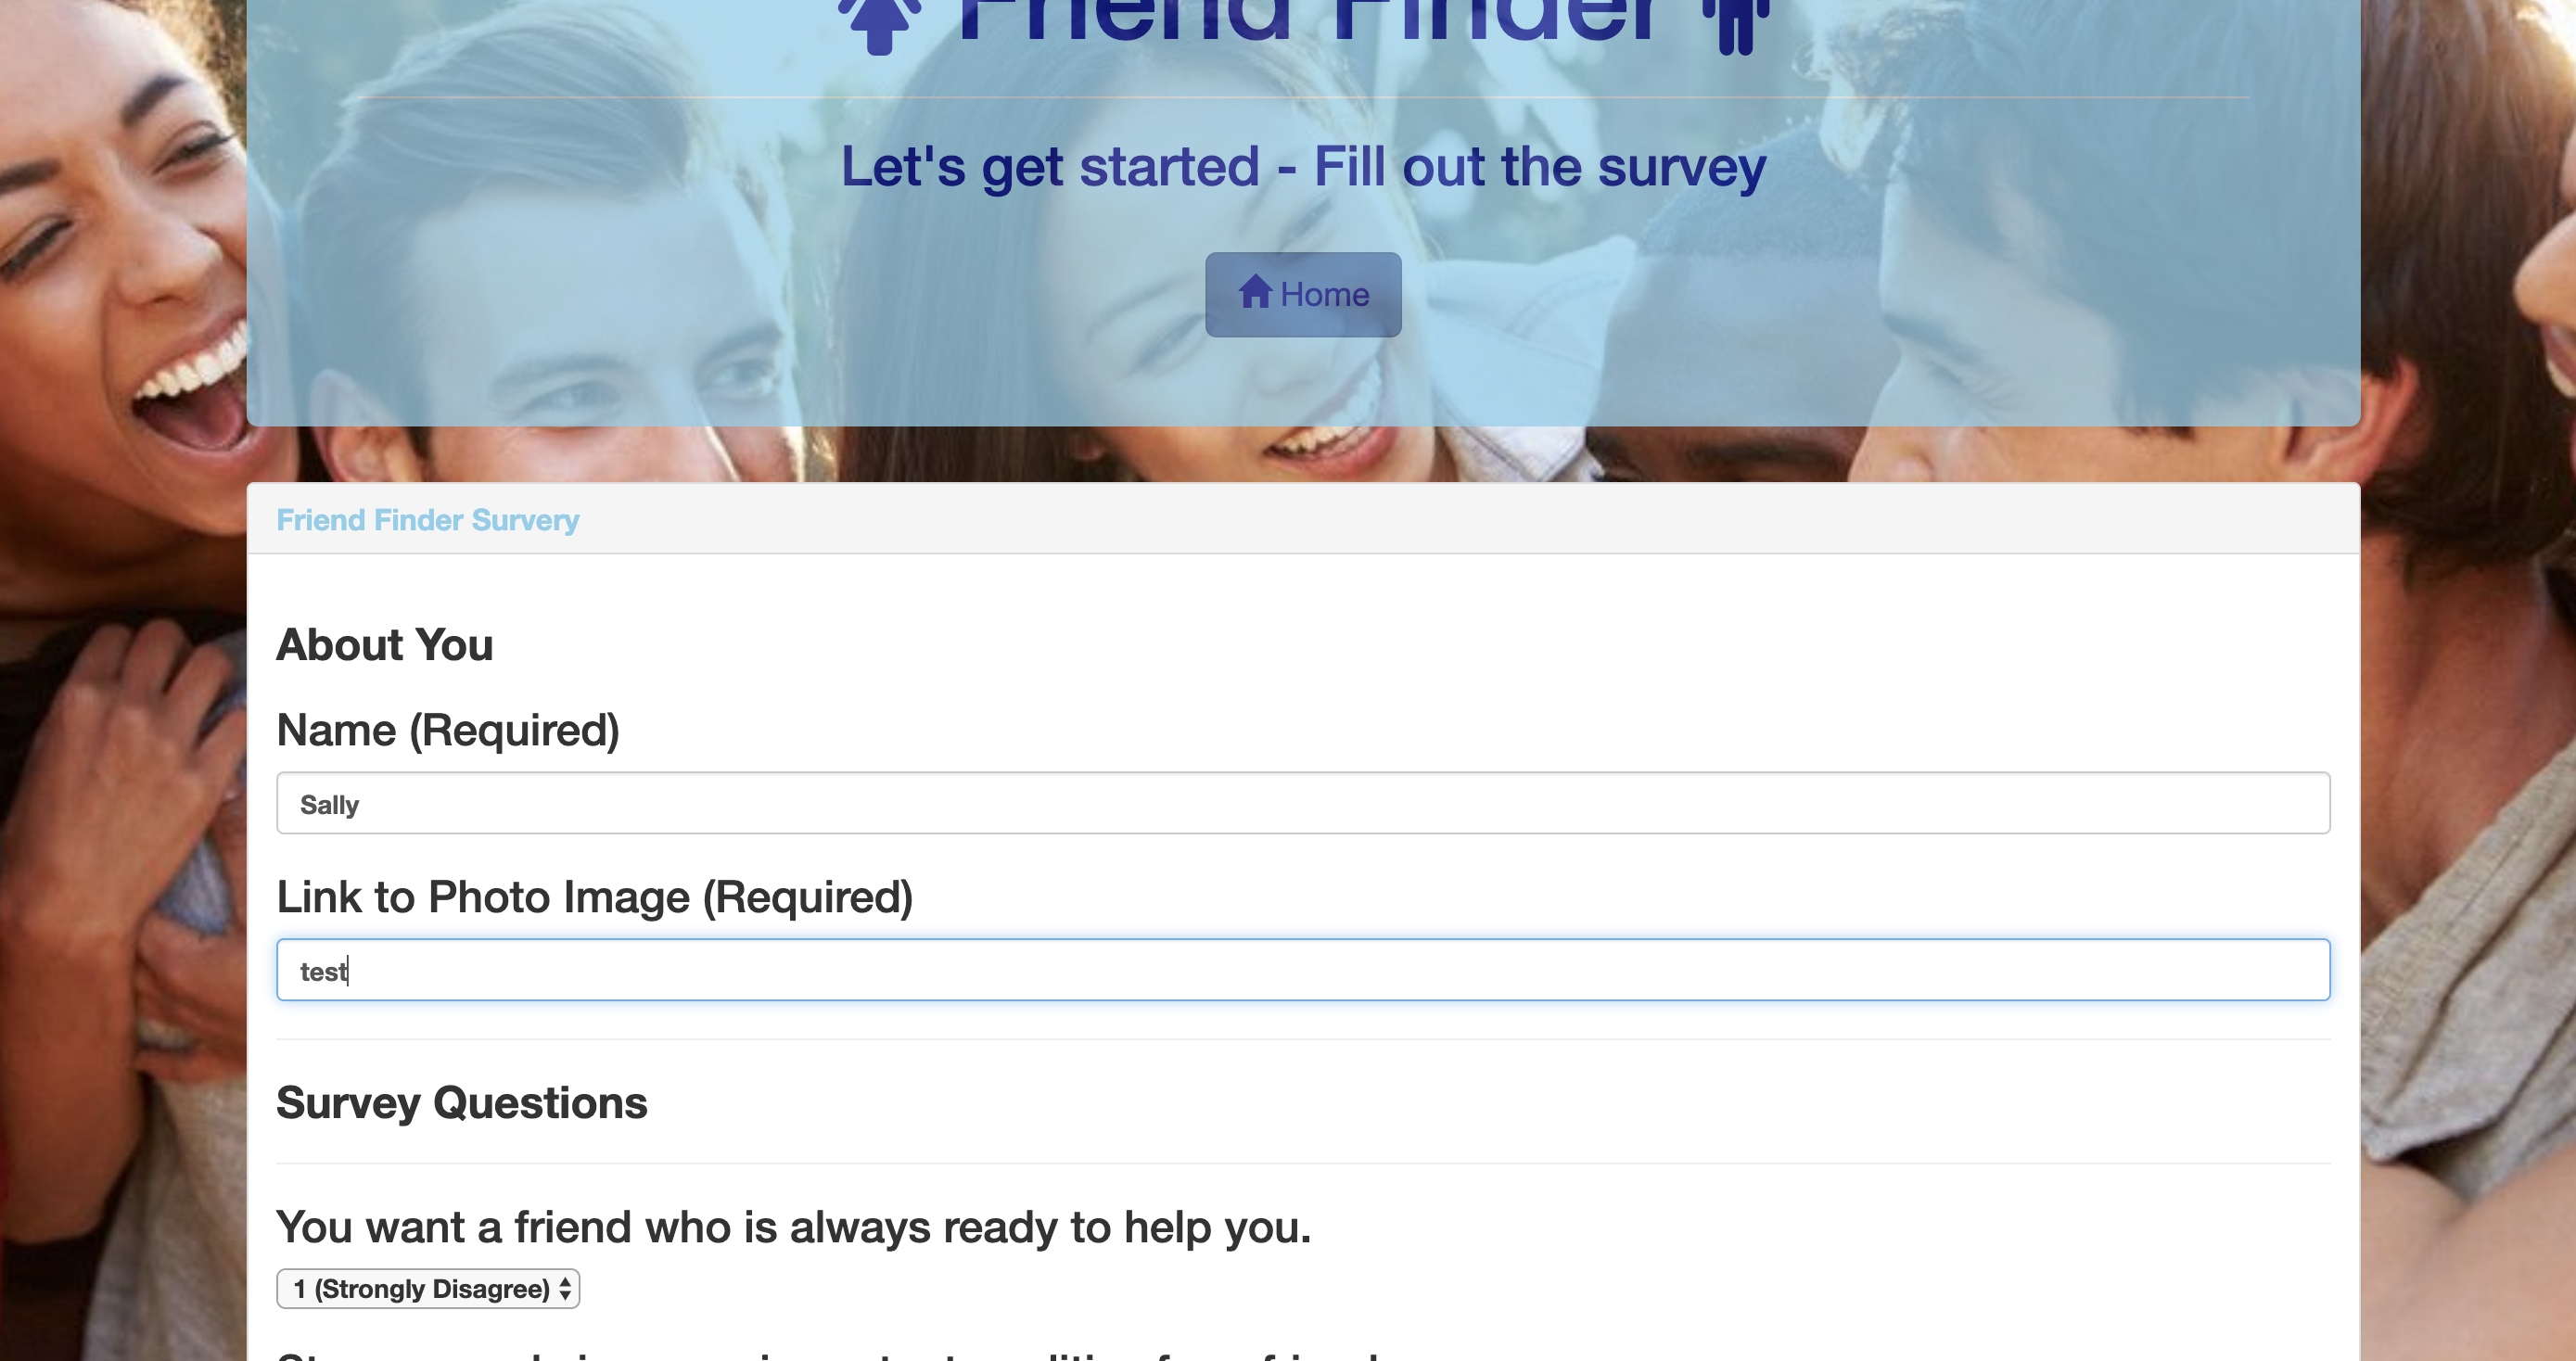 Friend Finder
Let's get started - Fill out the survey
Home
Friend Finder Survery
About You
Name (Required)
Sally
Link to Photo Image (Required)
test
Survey Questions
You want a friend who is always ready to help you.
1 (Strongly Disagree)